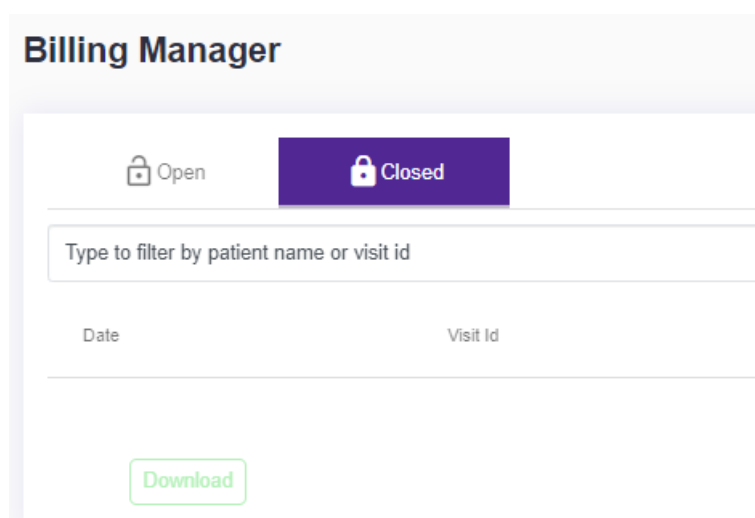 Billing Manager
Open
Closed
Type to filter by patient name or visit id
Date
Visit Id
Download